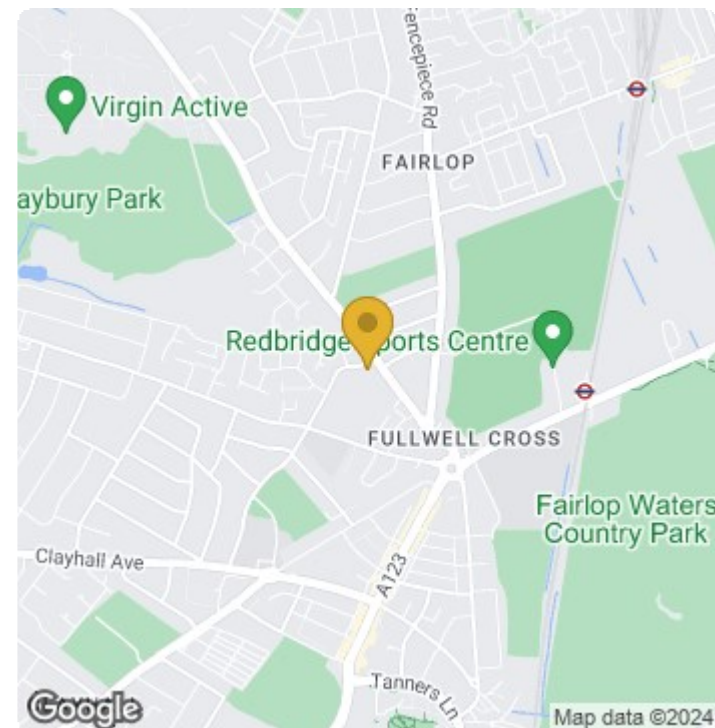 Fencepiece Rd
Virgin Active
FAIRLOP
aybury Park
Redbridge Sports Centre
FULLWELL CROSS
Fairlop Waters
Country Park
Clayhall Ave
A123
Tanners Ln
Google
Map data ©2024